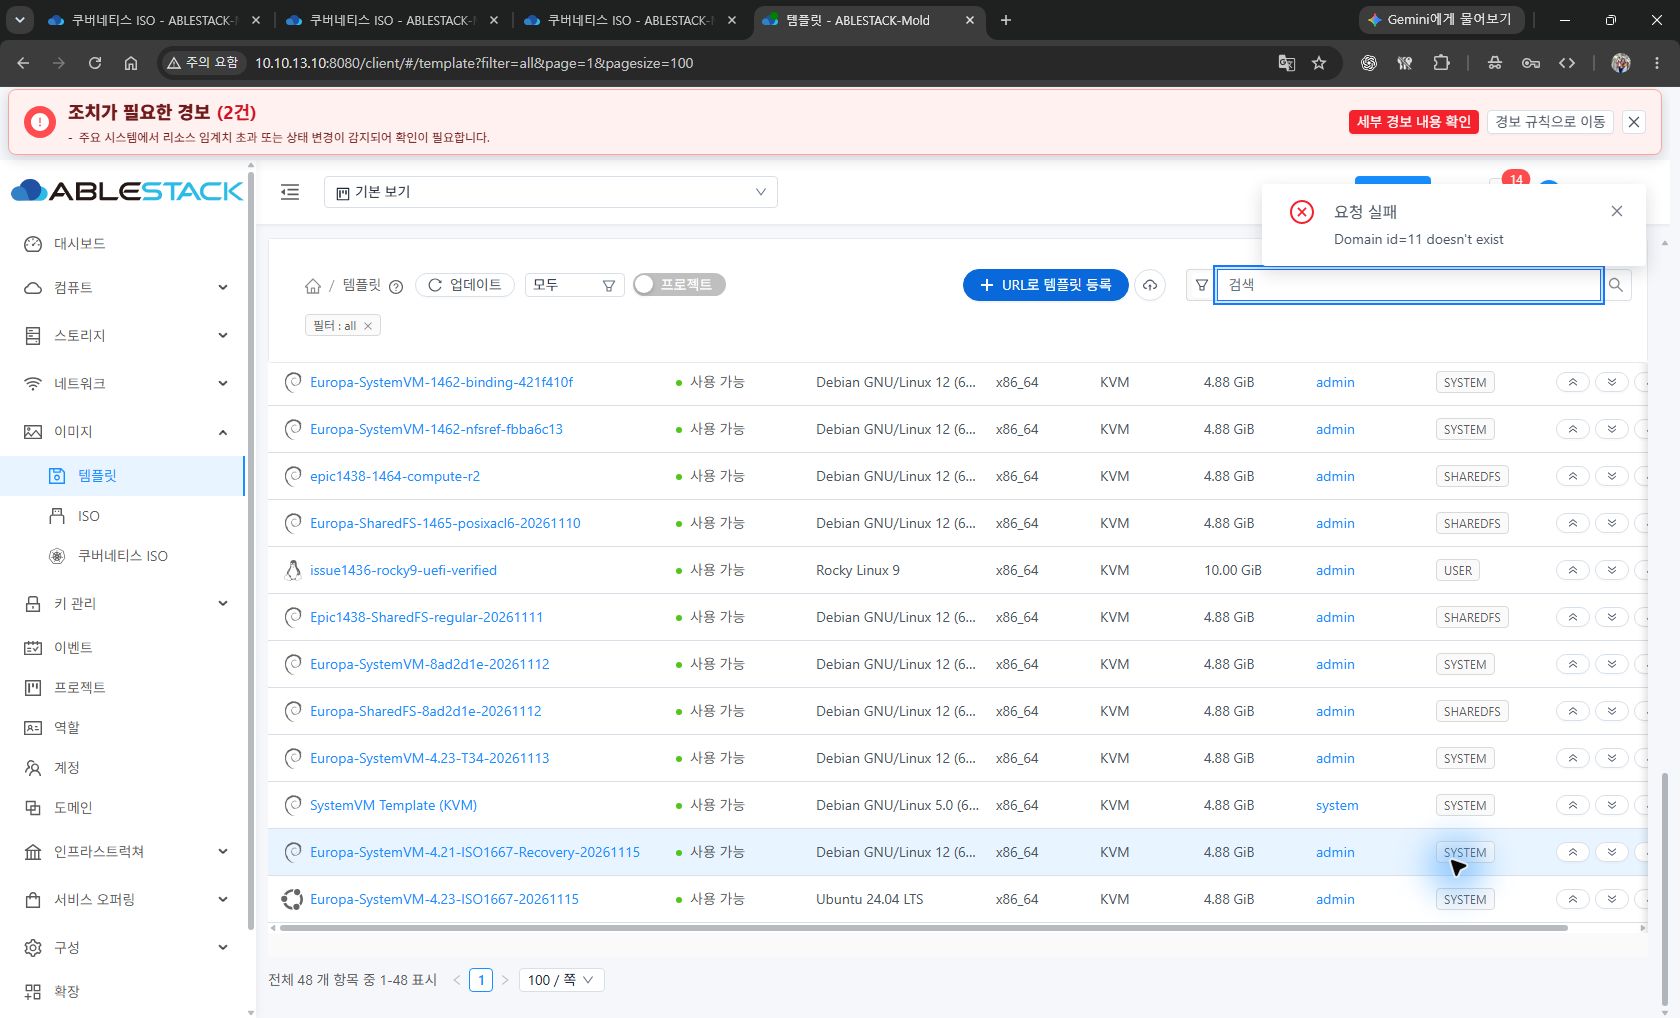 쿠버네티스 ISO - ABLESTACK-
쿠버네티스 ISO - ABLESTACK-
쿠버네티스 ISO - ABLESTACK-
템플릿 - ABLESTACK-Mold
Gemini에게 물어보기
주의 요함
10.10.13.10:8080/client/#/template?filter=all&page=1&pagesize=100
조치가 필요한 경보 (2건)
- 주요 시스템에서 리소스 임계치 초과 또는 상태 변경이 감지되어 확인이 필요합니다.
세부 경보 내용 확인
경보 규칙으로 이동
ABLESTACK
기본 보기
14
요청 실패
Domain id=11 doesn't exist
대시보드
컴퓨트
스토리지
네트워크
이미지
템플릿
ISO
쿠버네티스 ISO
키 관리
이벤트
프로젝트
역할
계정
도메인
인프라스트럭쳐
서비스 오퍼링
구성
확장
/ 템플릿
업데이트
모두
프로젝트
URL로 템플릿 등록
검색
필터 : all
Europa-SystemVM-1462-binding-421f410f 사용 가능 Debian GNU/Linux 12 (6... x86_64 KVM 4.88 GiB admin SYSTEM
Europa-SystemVM-1462-nfsref-fbba6c13 사용 가능 Debian GNU/Linux 12 (6... x86_64 KVM 4.88 GiB admin SYSTEM
epic1438-1464-compute-r2 사용 가능 Debian GNU/Linux 12 (6... x86_64 KVM 4.88 GiB admin SHAREDFS
Europa-SharedFS-1465-posixacl6-20261110 사용 가능 Debian GNU/Linux 12 (6... x86_64 KVM 4.88 GiB admin SHAREDFS
issue1436-rocky9-uefi-verified 사용 가능 Rocky Linux 9 x86_64 KVM 10.00 GiB admin USER
Epic1438-SharedFS-regular-20261111 사용 가능 Debian GNU/Linux 12 (6... x86_64 KVM 4.88 GiB admin SHAREDFS
Europa-SystemVM-8ad2d1e-20261112 사용 가능 Debian GNU/Linux 12 (6... x86_64 KVM 4.88 GiB admin SYSTEM
Europa-SharedFS-8ad2d1e-20261112 사용 가능 Debian GNU/Linux 12 (6... x86_64 KVM 4.88 GiB admin SHAREDFS
Europa-SystemVM-4.23-T34-20261113 사용 가능 Debian GNU/Linux 12 (6... x86_64 KVM 4.88 GiB admin SYSTEM
SystemVM Template (KVM) 사용 가능 Debian GNU/Linux 5.0 (6... x86_64 KVM 4.88 GiB system SYSTEM
Europa-SystemVM-4.21-ISO1667-Recovery-20261115 사용 가능 Debian GNU/Linux 12 (6... x86_64 KVM 4.88 GiB admin SYSTEM
Europa-SystemVM-4.23-ISO1667-20261115 사용 가능 Ubuntu 24.04 LTS x86_64 KVM 4.88 GiB admin SYSTEM
전체 48 개 항목 중 1-48 표시
1
100 / 쪽